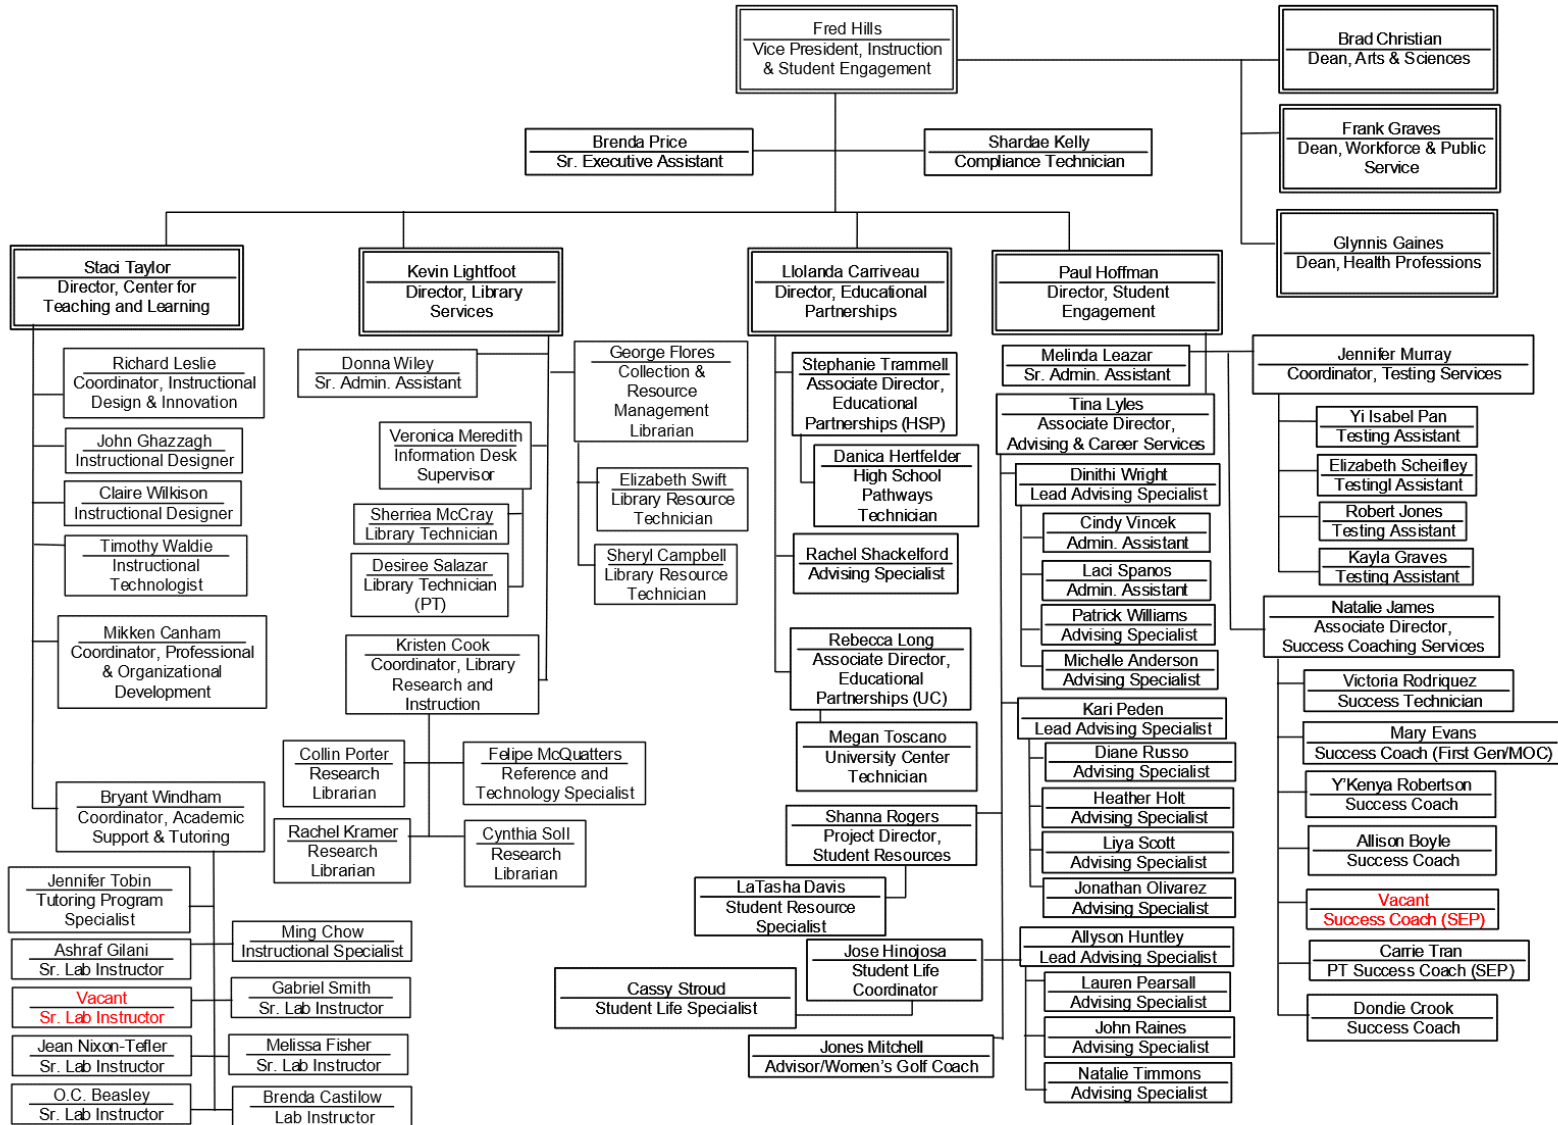 Fred Hills
Vice President, Instruction
& Student Engagement
Brad Christian
Dean, Arts & Sciences
Frank Graves
Dean, Workforce & Public
Service
Glynnis Gaines
Dean, Health Professions
Brenda Price
Sr. Executive Assistant
Shardae Kelly
Compliance Technician
Staci Taylor
Director, Center for
Teaching and Learning
Richard Leslie
Coordinator, Instructional
Design & Innovation
John Ghazzagh
Instructional Designer
Claire Wilkison
Instructional Designer
Timothy Waldie
Instructional
Technologist
Mikken Canham
Coordinator, Professional
& Organizational
Development
Bryant Windham
Coordinator, Academic
Support & Tutoring
Jennifer Tobin
Tutoring Program
Specialist
Ashraf Gilani
Sr. Lab Instructor
Ming Chow
Instructional Specialist
Vacant
Sr. Lab Instructor
Gabriel Smith
Sr. Lab Instructor
Jean Nixon-Tefler
Sr. Lab Instructor
Melissa Fisher
Sr. Lab Instructor
O.C. Beasley
Sr. Lab Instructor
Brenda Castilow
Lab Instructor
Kevin Lightfoot
Director, Library
Services
Donna Wiley
Sr. Admin. Assistant
George Flores
Collection &
Resource
Management
Librarian
Veronica Meredith
Information Desk
Supervisor
Sherriea McCray
Library Technician
Desiree Salazar
Library Technician
(PT)
Elizabeth Swift
Library Resource
Technician
Sheryl Campbell
Library Resource
Technician
Kristen Cook
Coordinator, Library
Research and
Instruction
Collin Porter
Research
Librarian
Felipe McQuatters
Reference and
Technology Specialist
Rachel Kramer
Research
Librarian
Cynthia Soll
Research
Librarian
Llolanda Carriveau
Director, Educational
Partnerships
Stephanie Trammell
Associate Director,
Educational
Partnerships (HSP)
Danica Hertfelder
High School
Pathways
Technician
Rachel Shackelford
Advising Specialist
Rebecca Long
Associate Director,
Educational
Partnerships (UC)
Megan Toscano
University Center
Technician
Paul Hoffman
Director, Student
Engagement
Melinda Leazar
Sr. Admin. Assistant
Tina Lyles
Associate Director,
Advising & Career Services
Dinithi Wright
Lead Advising Specialist
Cindy Vincek
Admin. Assistant
Laci Spanos
Admin. Assistant
Patrick Williams
Advising Specialist
Michelle Anderson
Advising Specialist
Kari Peden
Lead Advising Specialist
Diane Russo
Advising Specialist
Heather Holt
Advising Specialist
Liya Scott
Advising Specialist
Jonathan Olivarez
Advising Specialist
Shanna Rogers
Project Director,
Student Resources
LaTasha Davis
Student Resource
Specialist
Allyson Huntley
Lead Advising Specialist
Lauren Pearsall
Advising Specialist
John Raines
Advising Specialist
Natalie Timmons
Advising Specialist
Jose Hinojosa
Student Life
Coordinator
Cassy Stroud
Student Life Specialist
Jones Mitchell
Advisor/Women's Golf Coach
Jennifer Murray
Coordinator, Testing Services
Yi Isabel Pan
Testing Assistant
Elizabeth Scheifley
Testingl Assistant
Robert Jones
Testing Assistant
Kayla Graves
Testing Assistant
Natalie James
Associate Director,
Success Coaching Services
Victoria Rodriquez
Success Technician
Mary Evans
Success Coach (First Gen/MOC)
Y'Kenya Robertson
Success Coach
Allison Boyle
Success Coach
Vacant
Success Coach (SEP)
Carrie Tran
PT Success Coach (SEP)
Dondie Crook
Success Coach